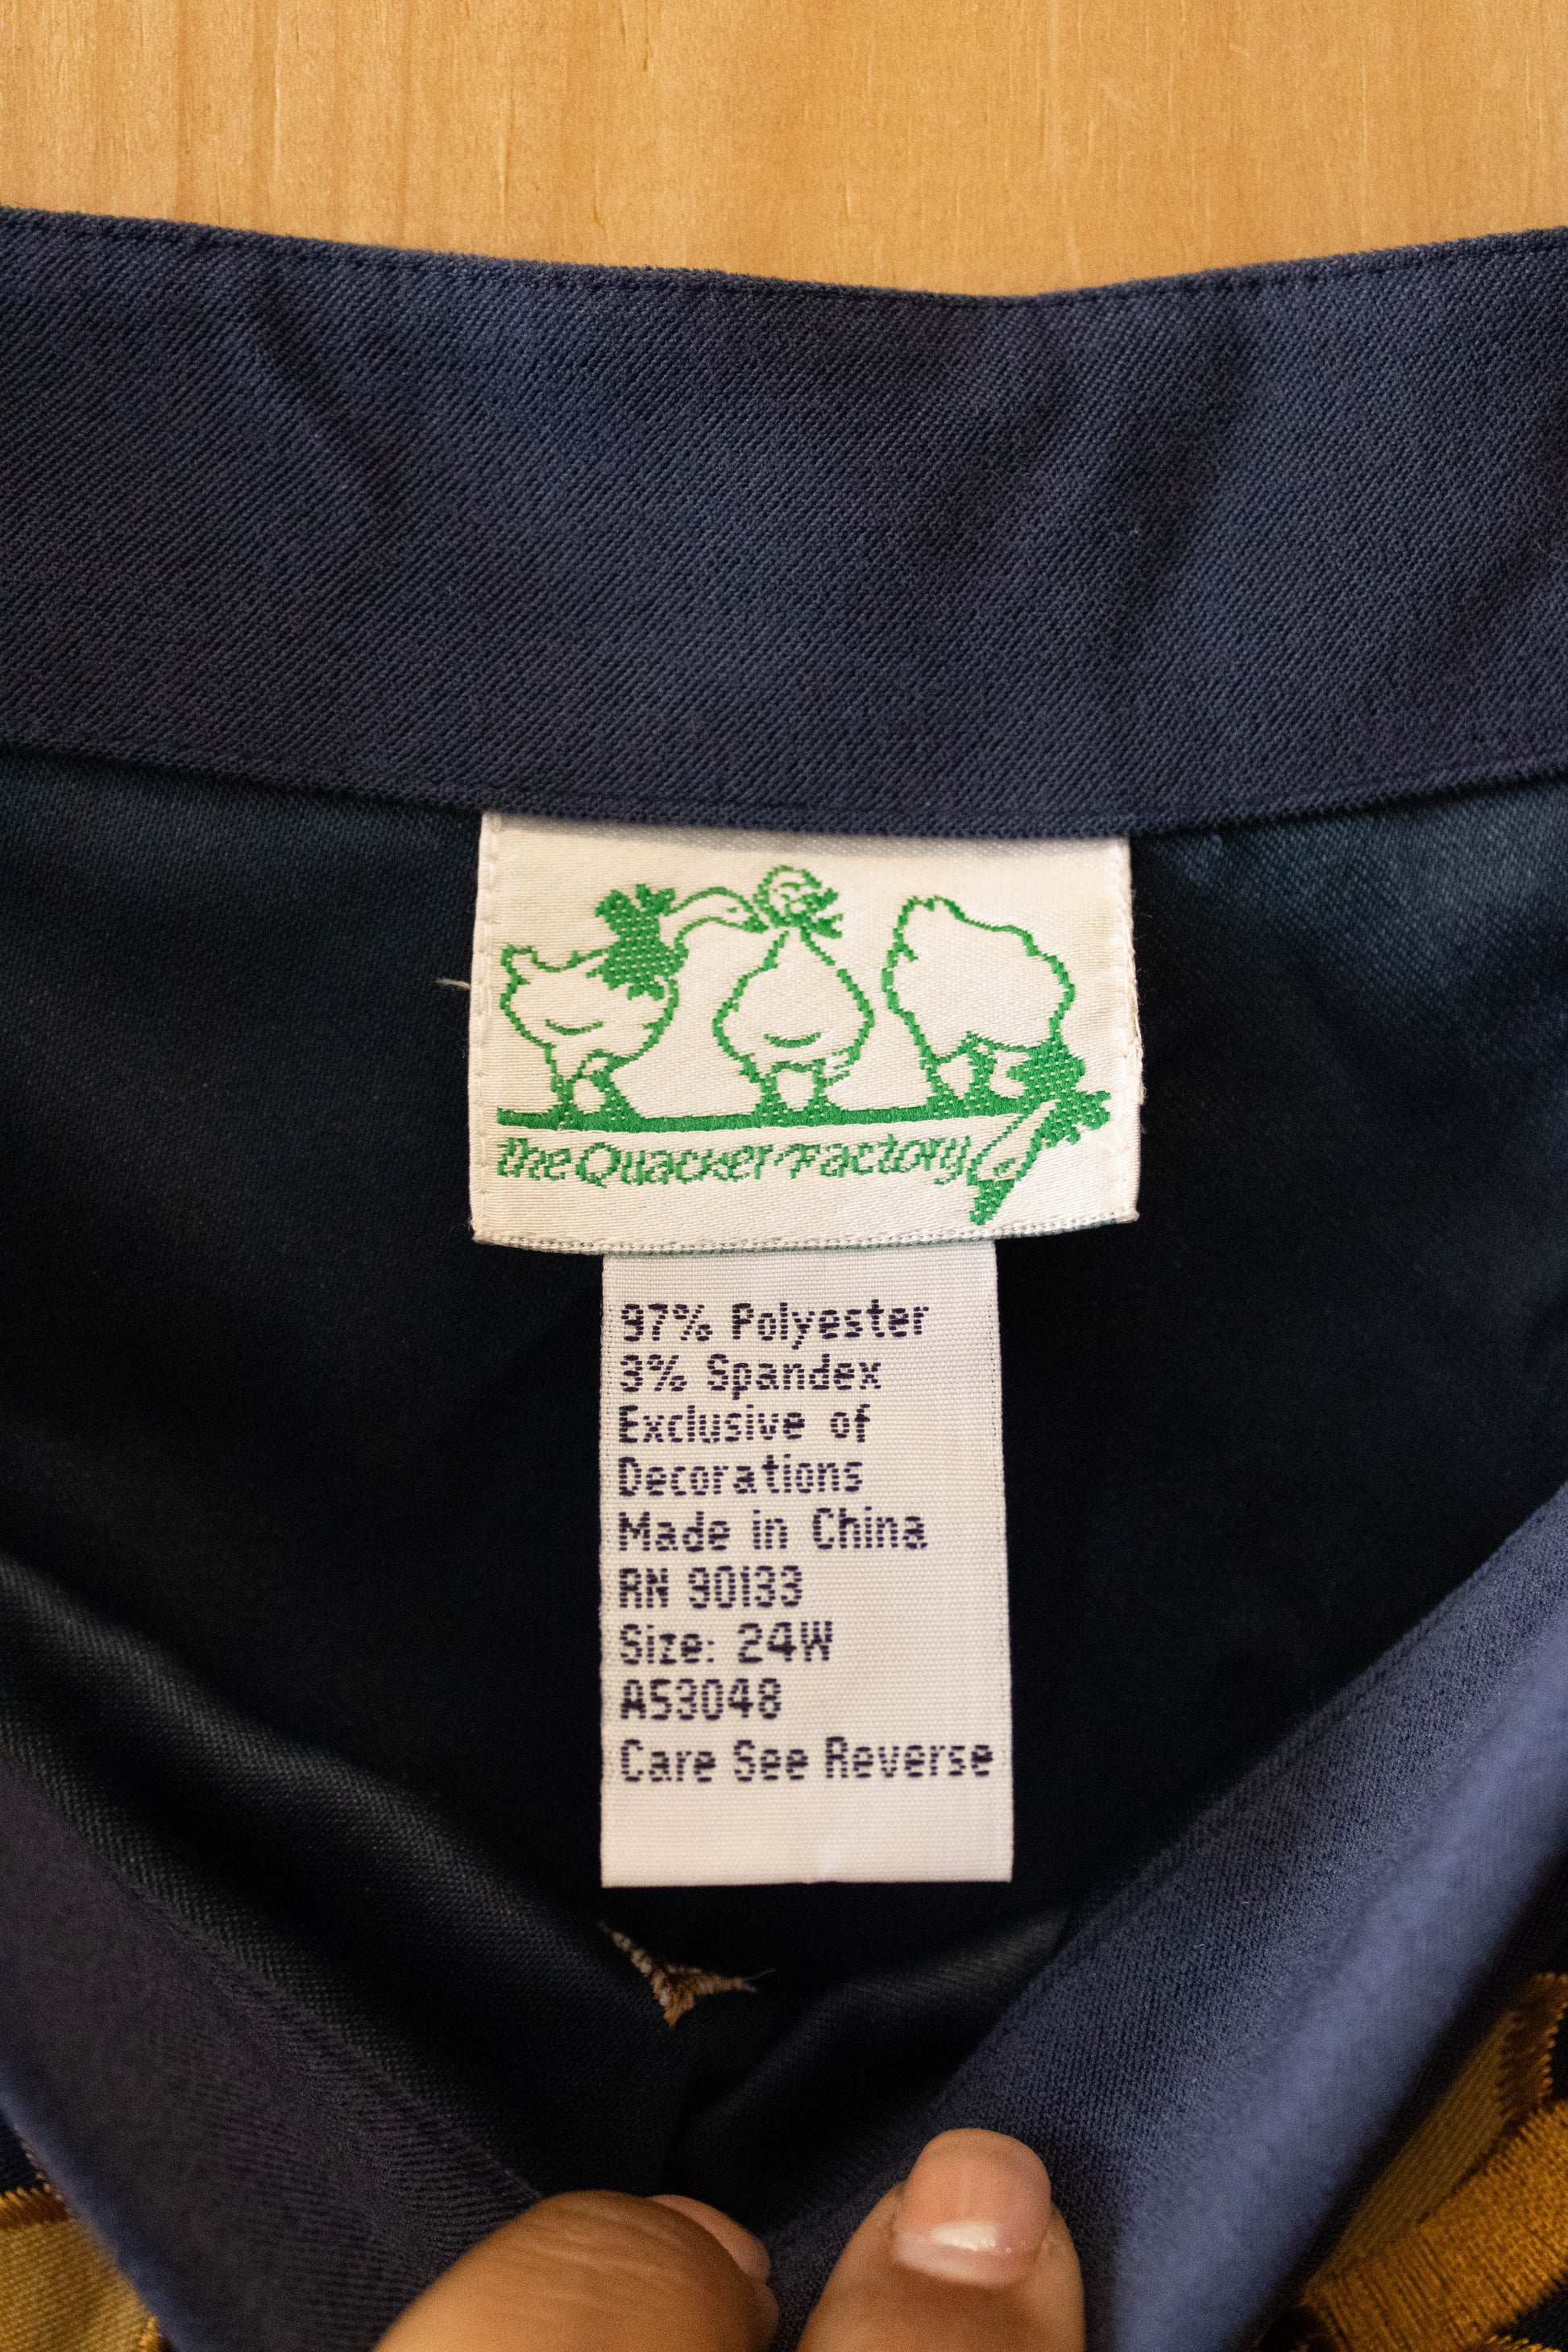 the Quacker Factory
97% Polyester
3% Spandex
Exclusive of
Decorations
Made in China
RN 90133
Size: 24W
A53048
Care See Reverse